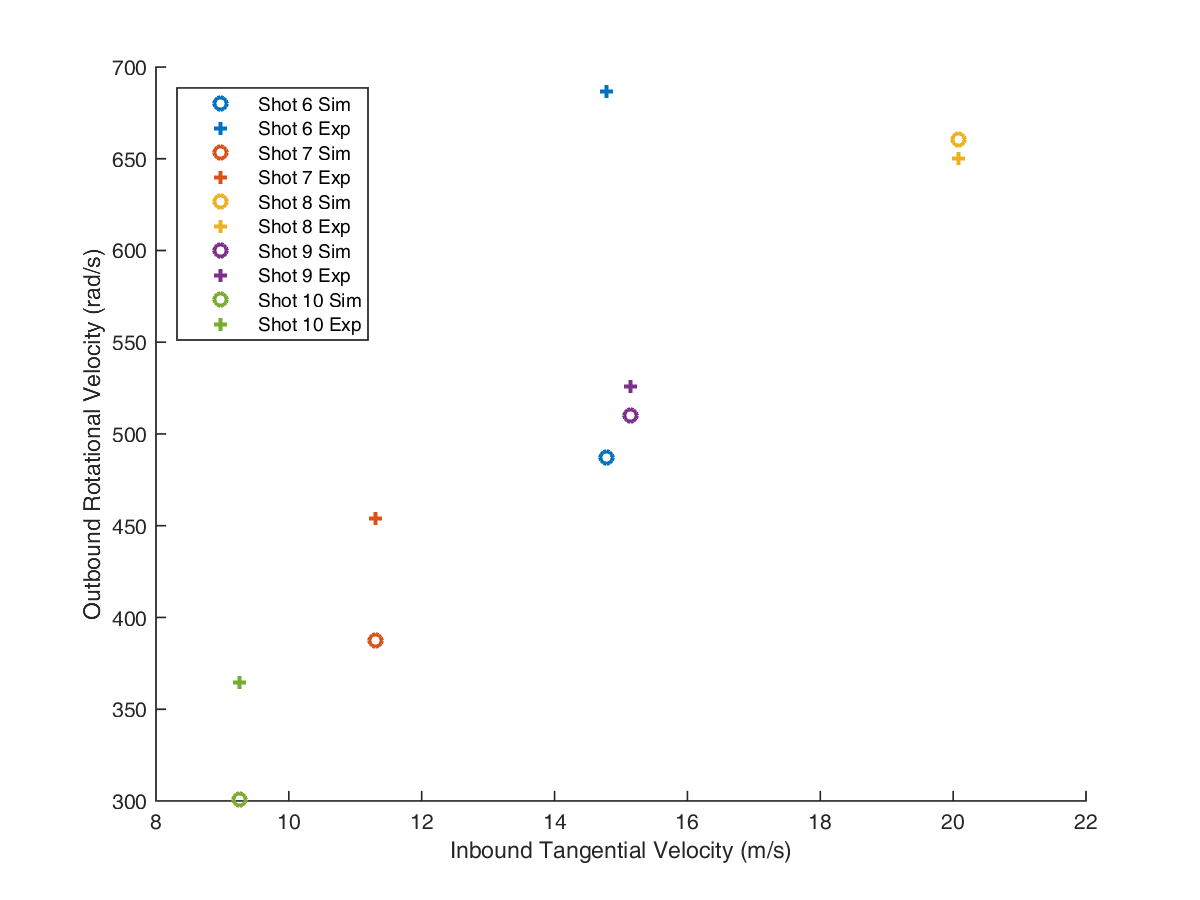 700
650
600
550
500
450
400
350
300
Outbound Rotational Velocity (rad/s)
Shot 6 Sim
Shot 6 Exp
Shot 7 Sim
Shot 7 Exp
Shot 8 Sim
Shot 8 Exp
Shot 9 Sim
Shot 9 Exp
Shot 10 Sim
Shot 10 Exp
8 10 12 14 16 18 20 22
Inbound Tangential Velocity (m/s)